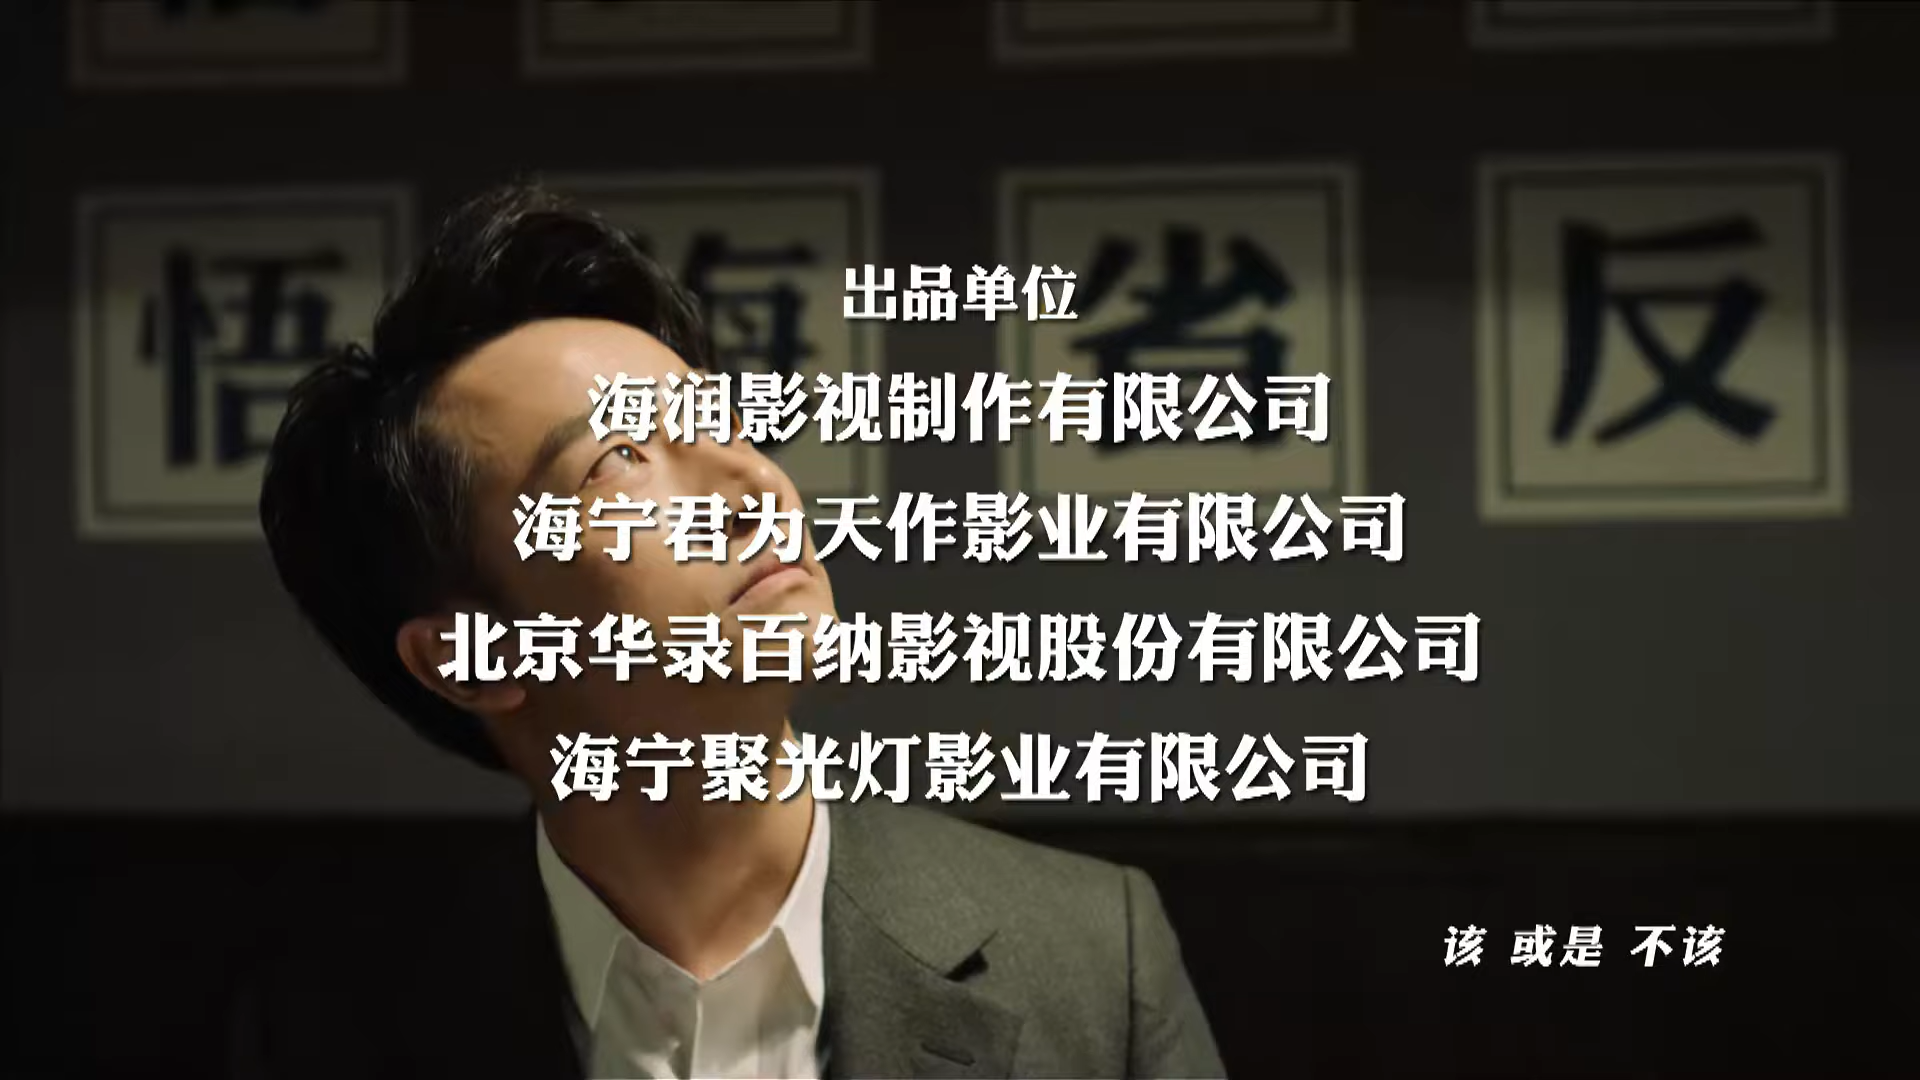 悟 海 省 反
出品单位
海润影视制作有限公司
海宁君为天作影业有限公司
北京华录百纳影视股份有限公司
海宁聚光灯影业有限公司
该 或是 不该